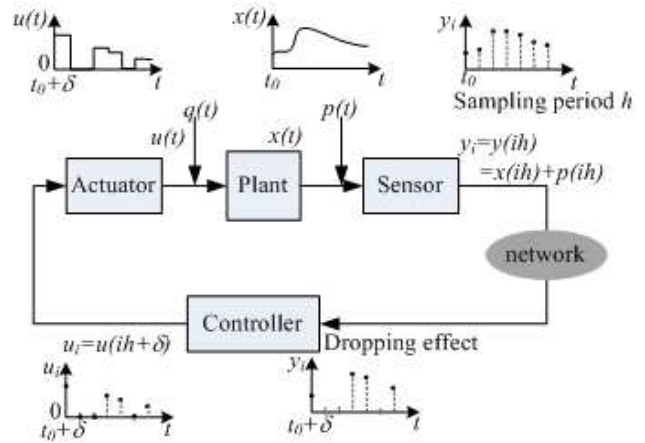 u(t)
0
t₀+δ
t
x(t)
t₀
t
yᵢ
t₀
t
Sampling period h
q(t)
u(t)
x(t)
p(t)
yᵢ=y(ih)
=x(ih)+p(ih)
Actuator
Plant
Sensor
network
Controller
Dropping effect
uᵢ=u(ih+δ)
uᵢ
0
t₀+δ
t
yᵢ
t₀+δ
t